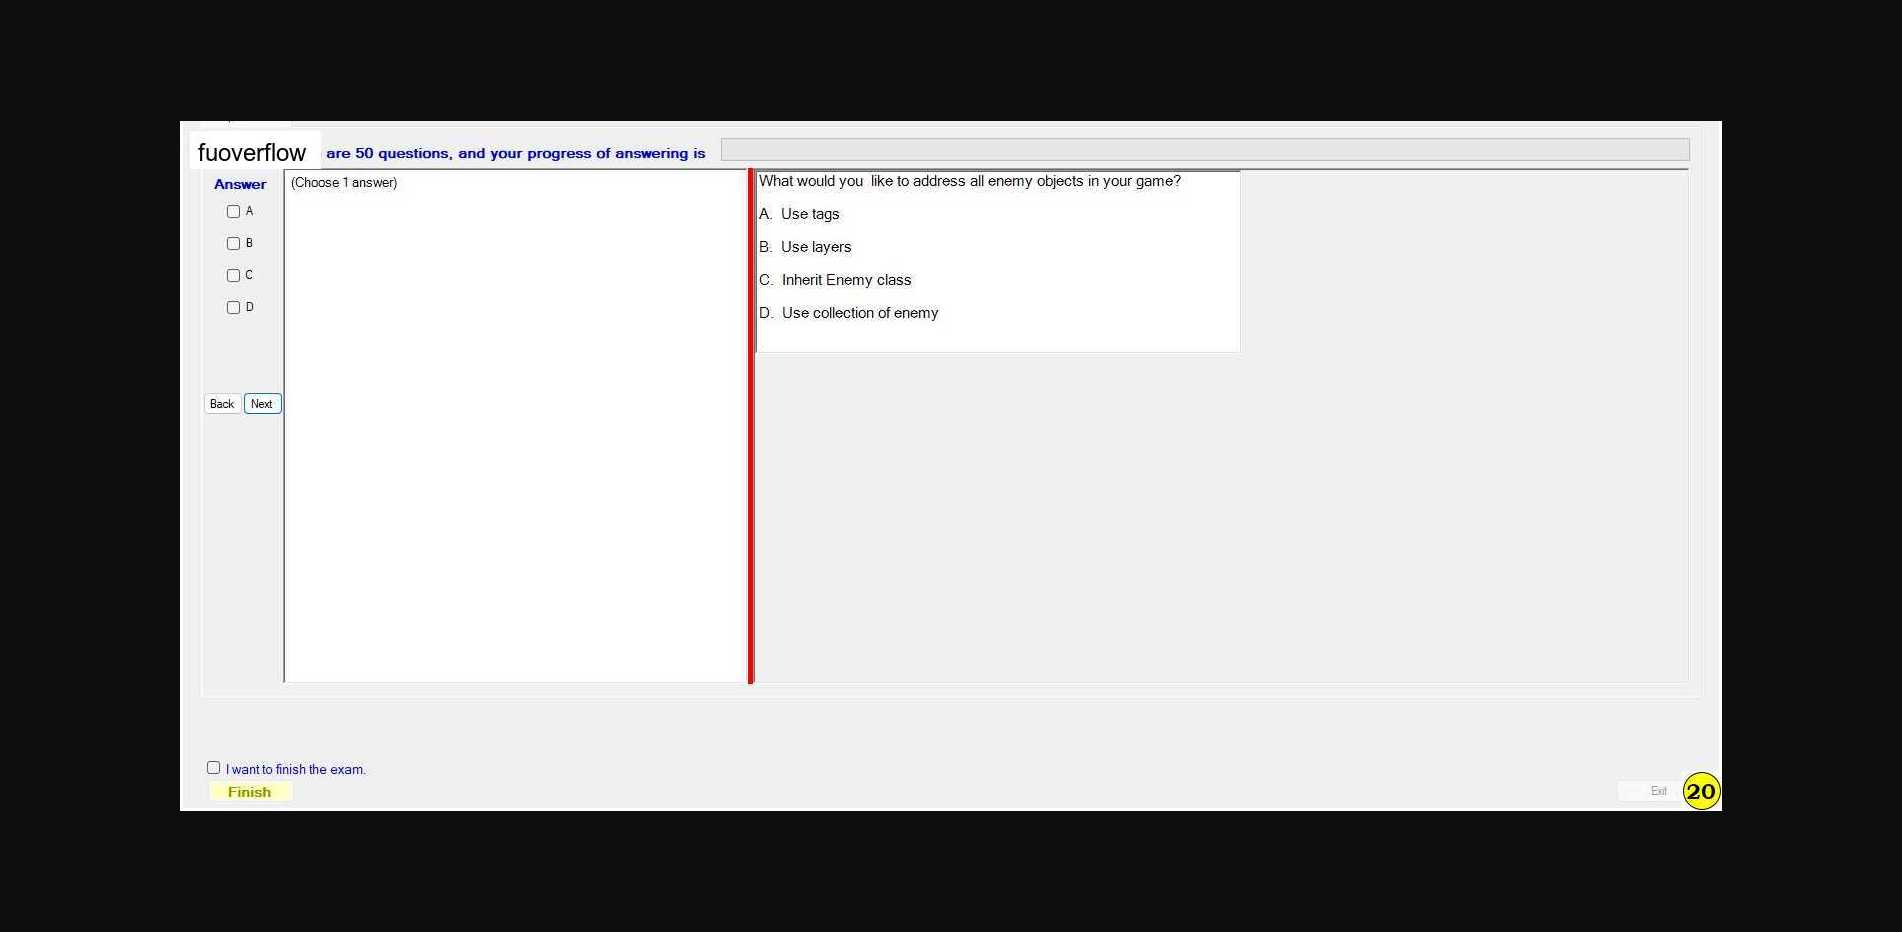 fuoverflow are 50 questions, and your progress of answering is
Answer
(Choose 1 answer)
A
B
C
D
Back Next
What would you  like to address all enemy objects in your game?
A.  Use tags
B.  Use layers
C.  Inherit Enemy class
D.  Use collection of enemy
I want to finish the exam.
Finish
Exit
20